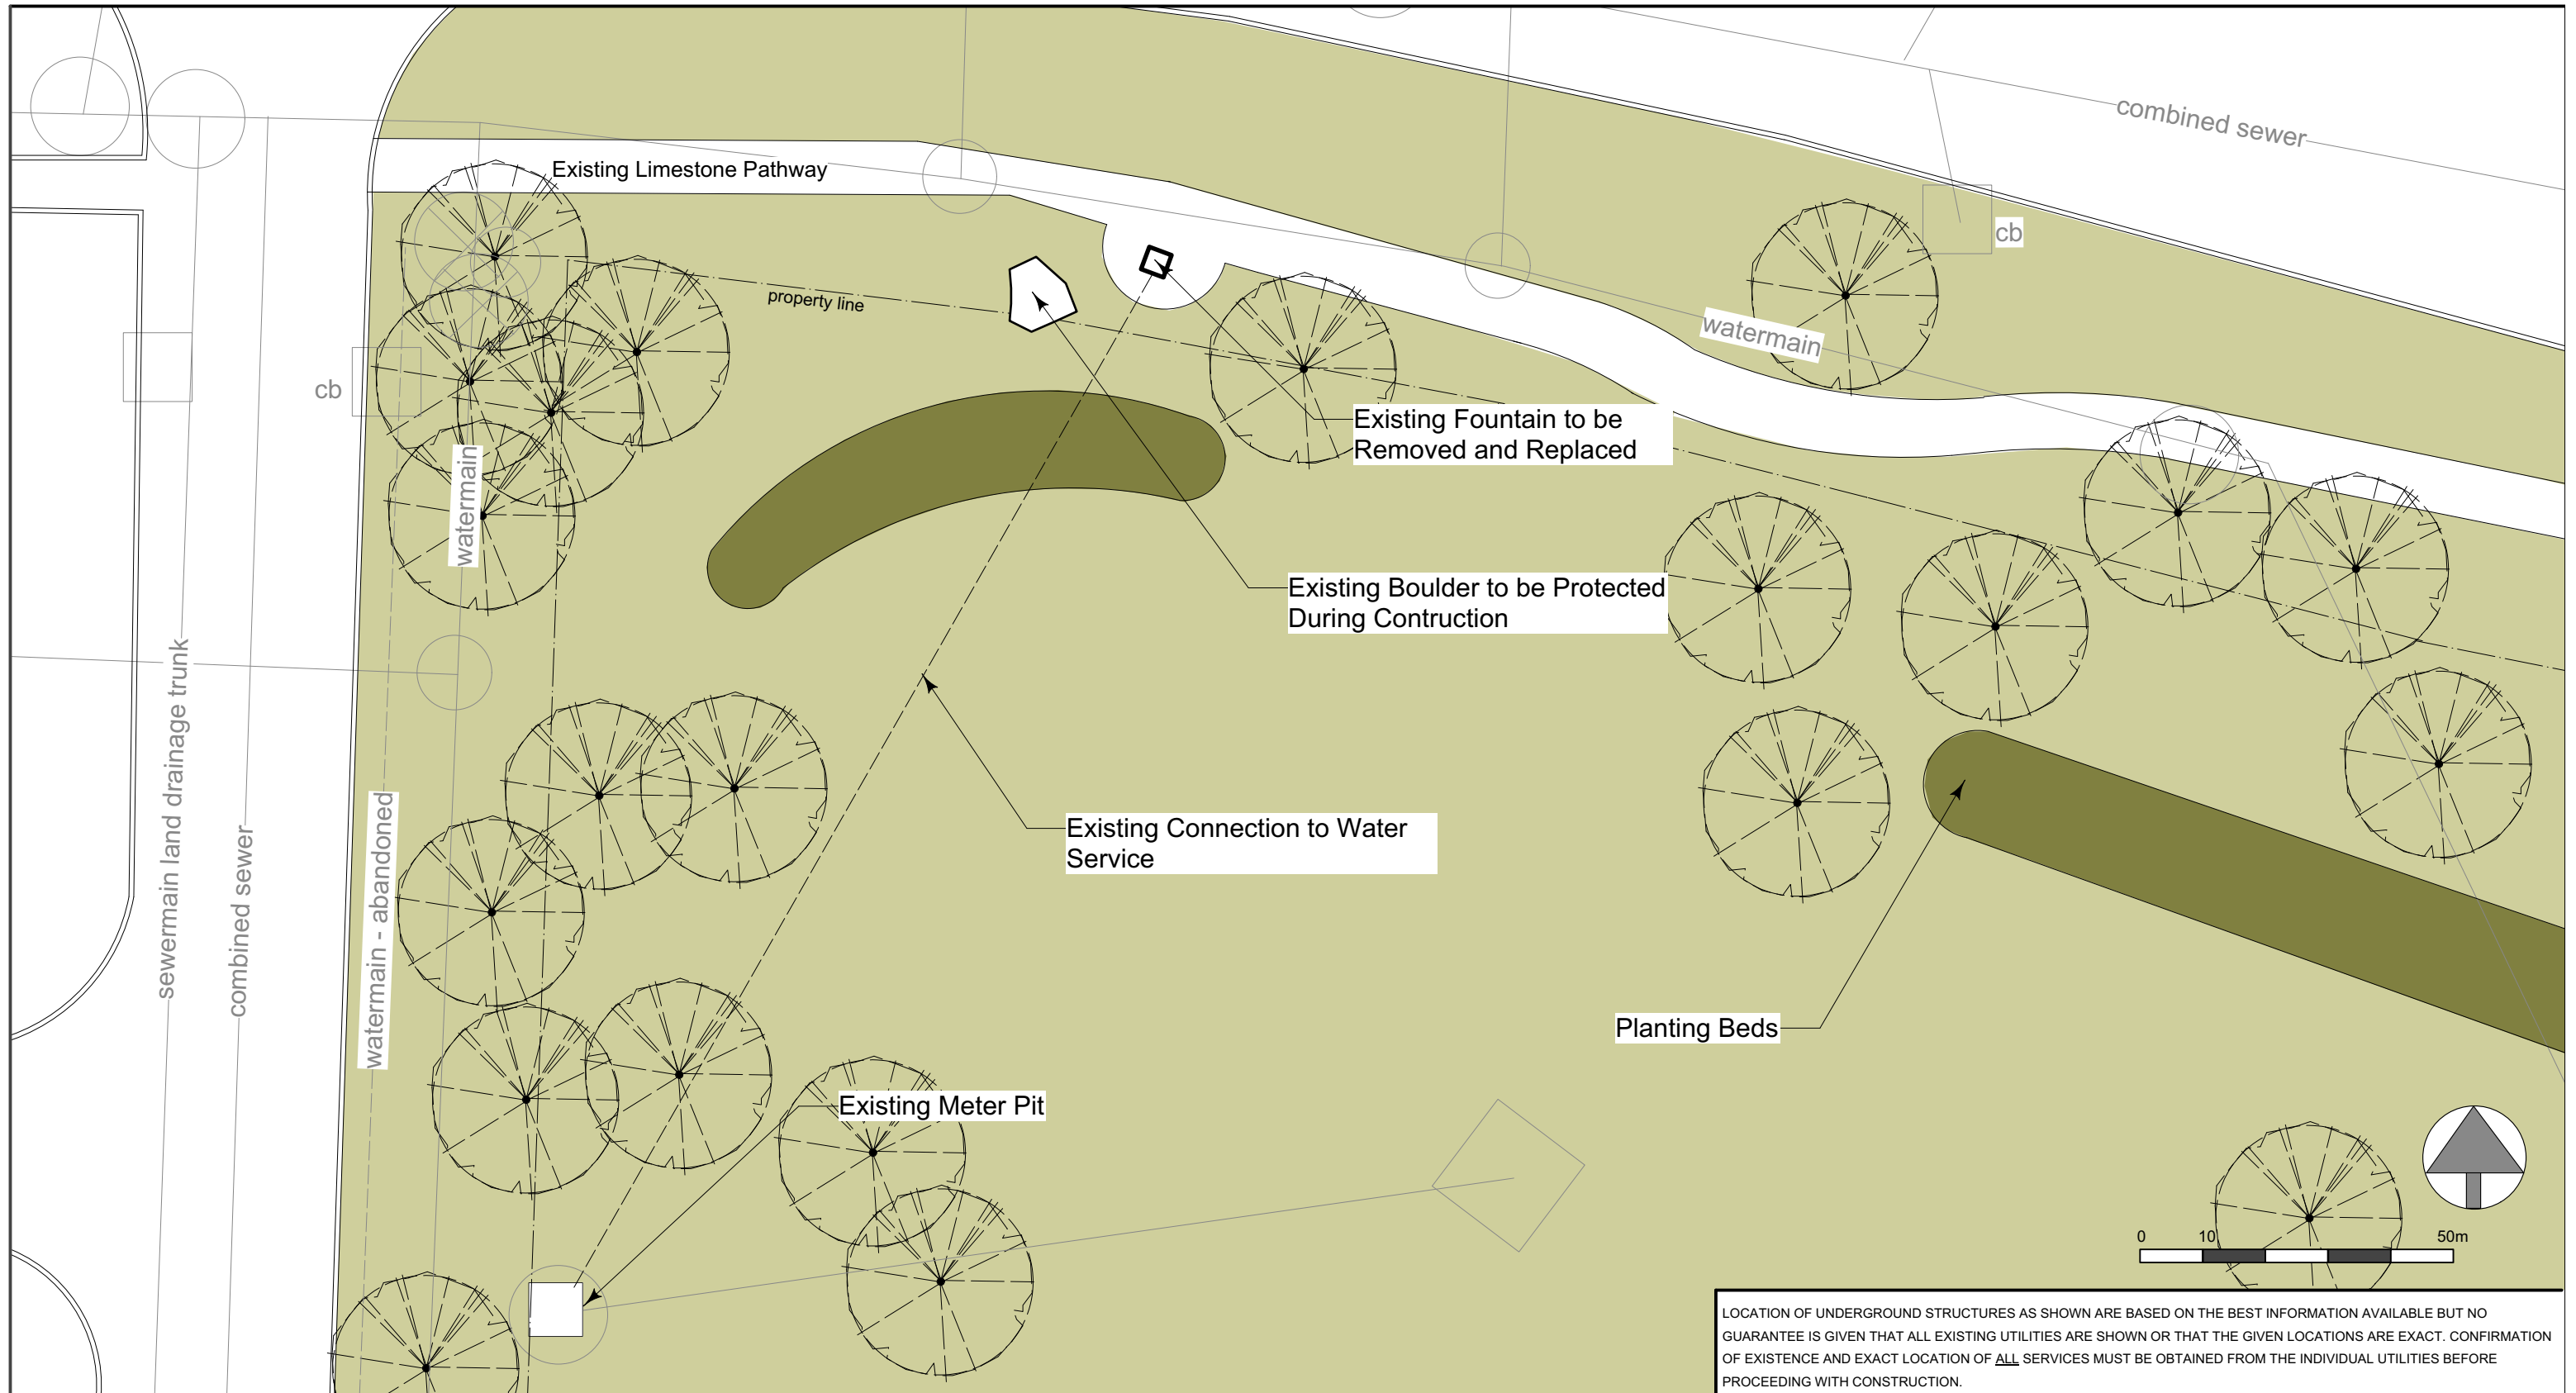 combined sewer
Existing Limestone Pathway
cb
property line
watermain
cb
Existing Fountain to be
Removed and Replaced
watermain
Existing Boulder to be Protected
During Contruction
sewermain land drainage trunk
combined sewer
watermain - abandoned
Existing Connection to Water
Service
Planting Beds
Existing Meter Pit
0 10 50m
LOCATION OF UNDERGROUND STRUCTURES AS SHOWN ARE BASED ON THE BEST INFORMATION AVAILABLE BUT NO
GUARANTEE IS GIVEN THAT ALL EXISTING UTILITIES ARE SHOWN OR THAT THE GIVEN LOCATIONS ARE EXACT. CONFIRMATION
OF EXISTENCE AND EXACT LOCATION OF ALL SERVICES MUST BE OBTAINED FROM THE INDIVIDUAL UTILITIES BEFORE
PROCEEDING WITH CONSTRUCTION.